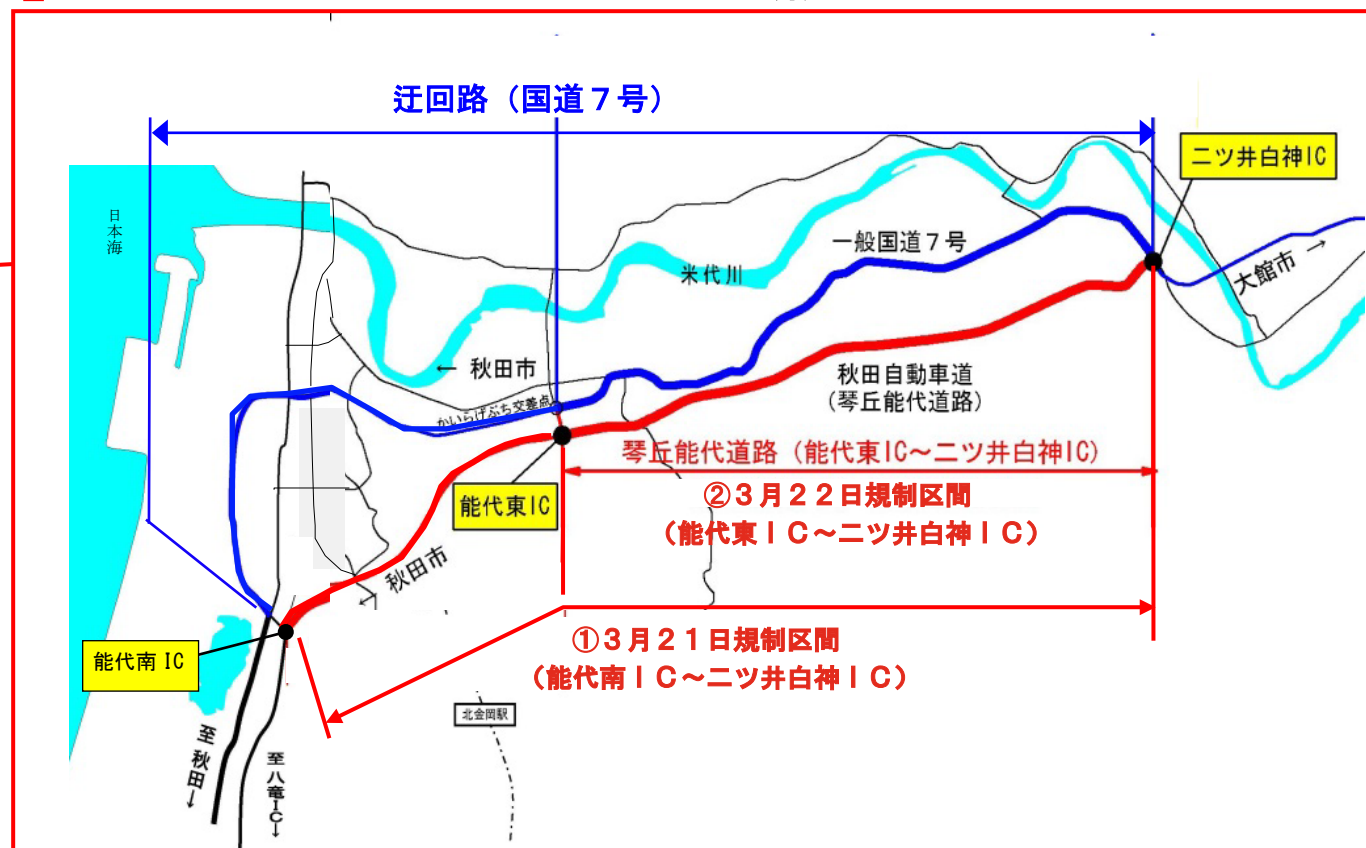 迂回路（国道７号）
二ツ井白神IC
日本海
一般国道７号
米代川
大館市 →
← 秋田市
秋田自動車道
(琴丘能代道路)
かいらげぶち交差点
琴丘能代道路 (能代東IC～二ツ井白神IC)
能代東IC
②３月２２日規制区間
（能代東ＩＣ～二ツ井白神ＩＣ）
← 秋田市
①３月２１日規制区間
（能代南ＩＣ～二ツ井白神ＩＣ）
能代南 IC
北金岡駅
至 秋田↓
至 八竜IC↓